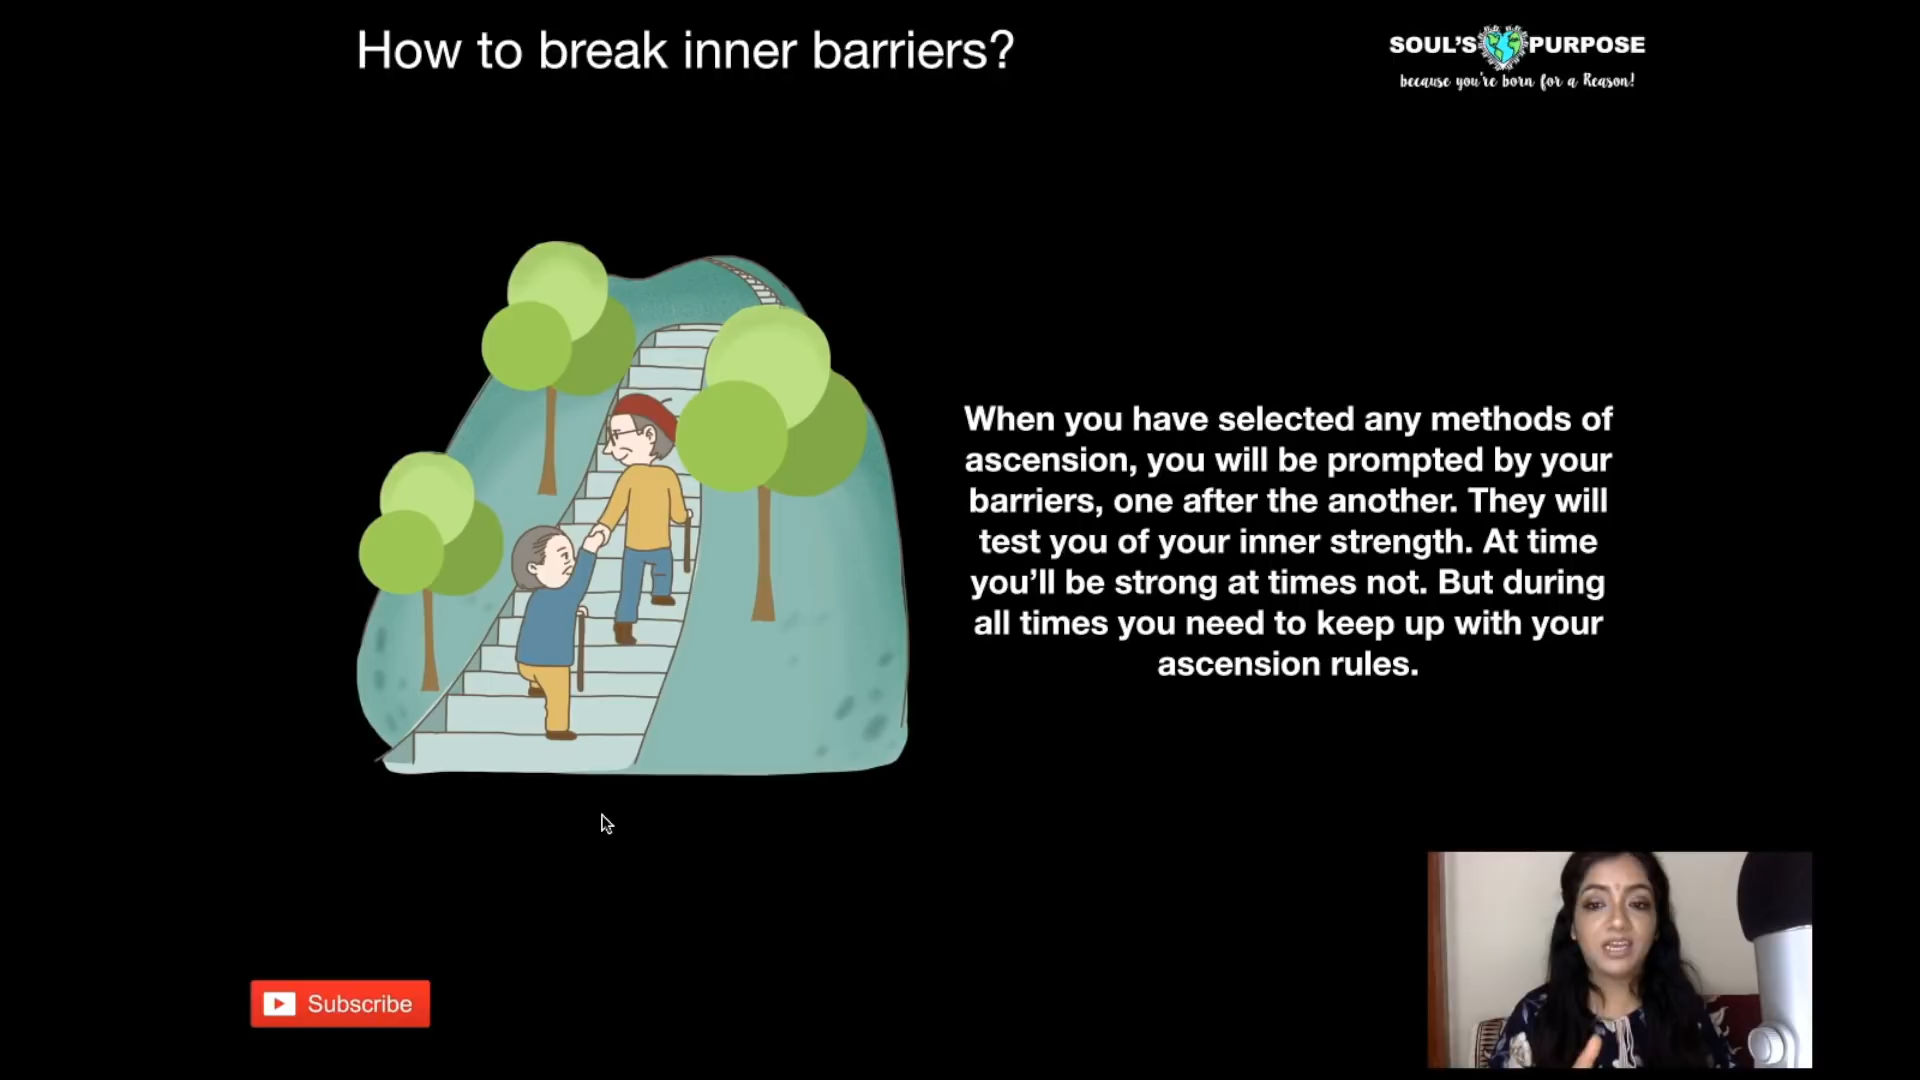 How to break inner barriers?
SOUL'S PURPOSE
because you're born for a Reason!
When you have selected any methods of
ascension, you will be prompted by your
barriers, one after the another. They will
test you of your inner strength. At time
you'll be strong at times not. But during
all times you need to keep up with your
ascension rules.
Subscribe